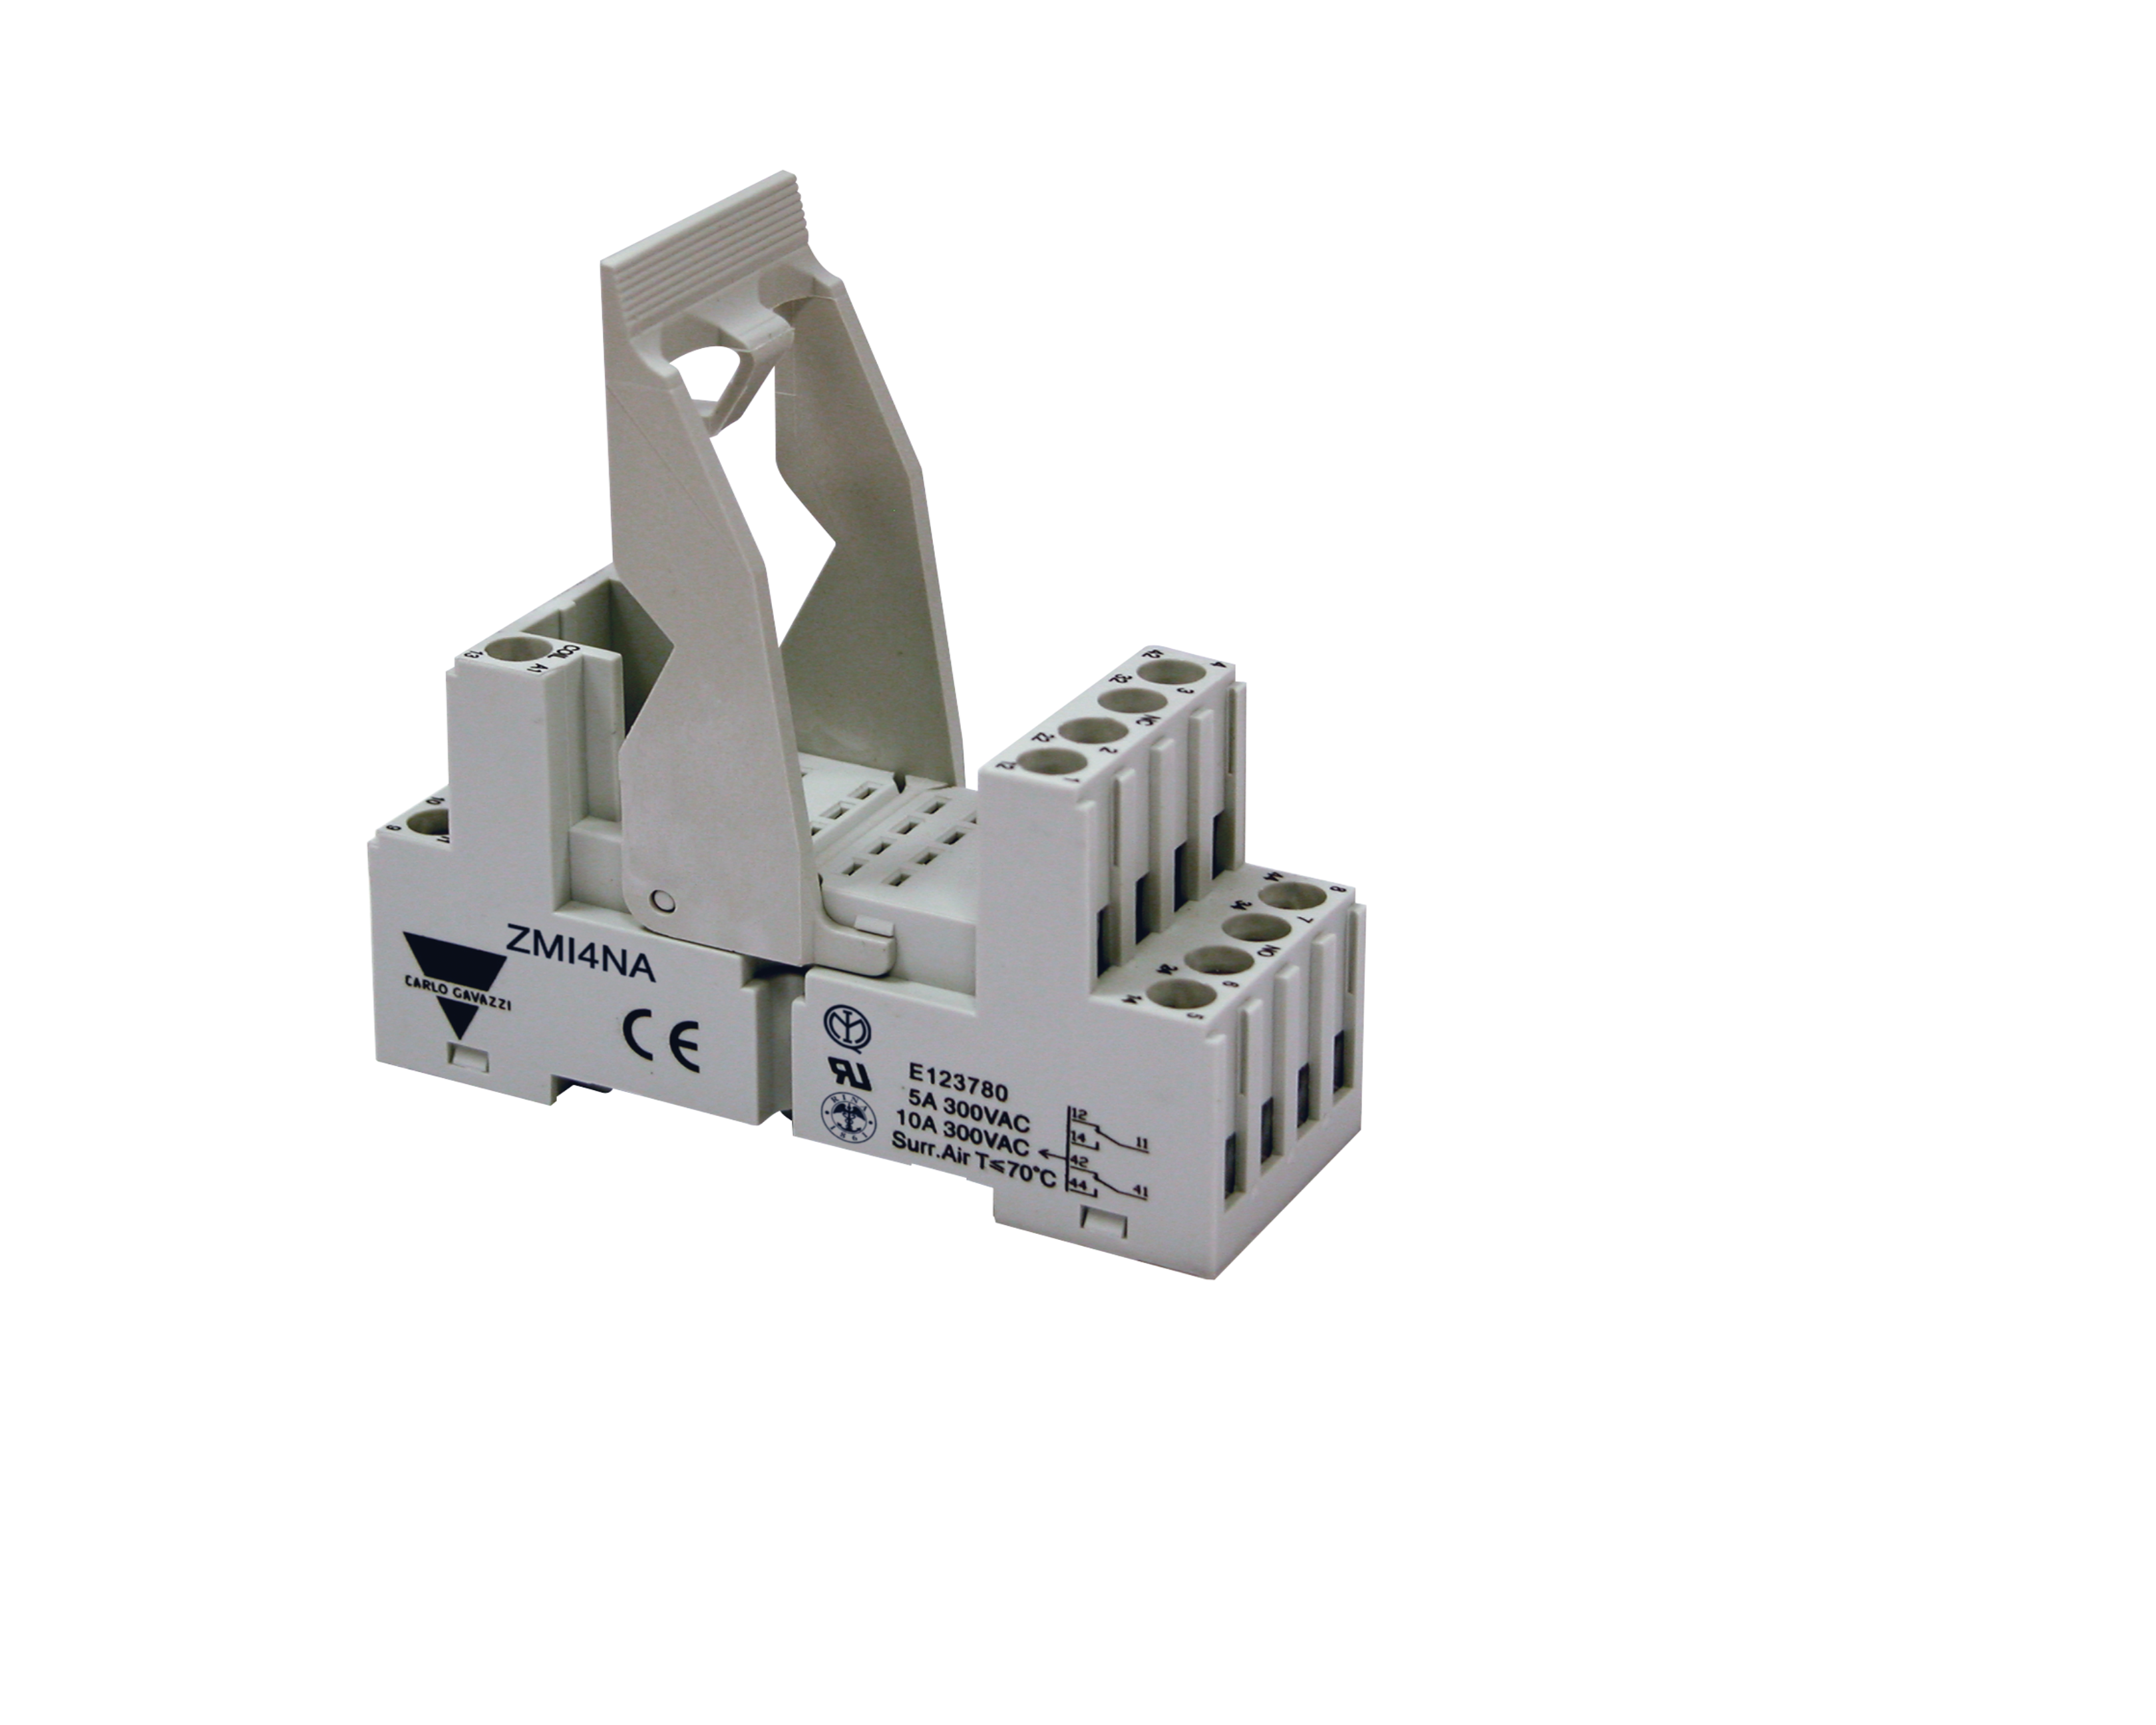 13
COIL
A1
10
9
ZMI4NA
CARLO GAVAZZI
CE
E123780
5A 300VAC
10A 300VAC
Surr.Air T≤70°C
RINA
1861
12
14
11
42
44
41
42 4
32 3
NC
22 2
12 1
44 8
34 7
NO
24 6
14 5